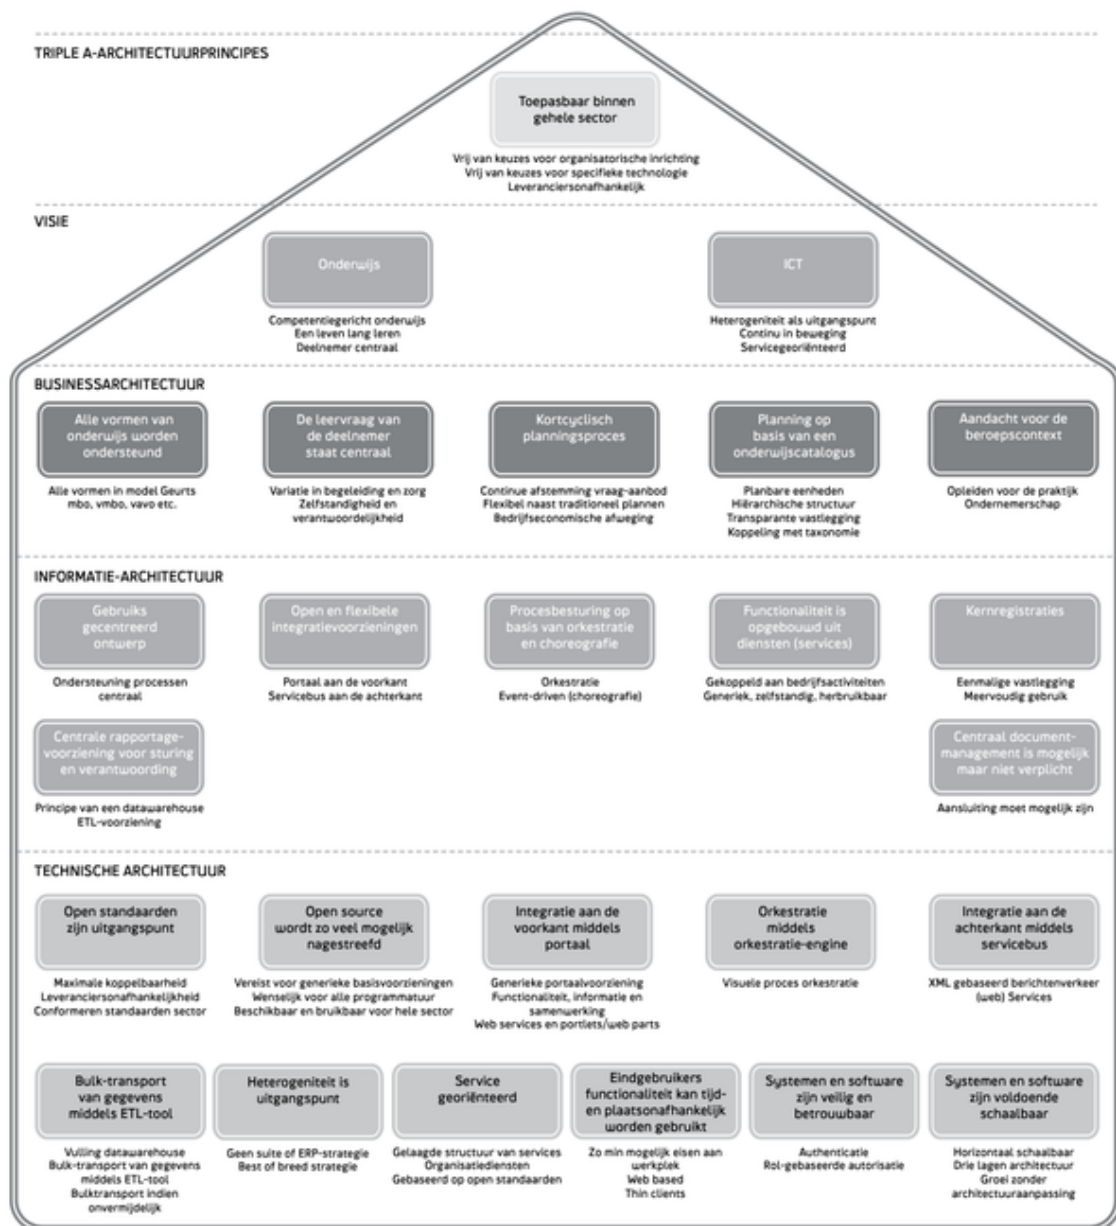 TRIPLE A-ARCHITECTUURPRINCIPES
Toepasbaar binnen
gehele sector
Vrij van keuzes voor organisatorische inrichting
Vrij van keuzes voor specifieke technologie
Leveranciersonafhankelijk
VISIE
Onderwijs
Competentiegericht onderwijs
Een leven lang leren
Deelnemer centraal
ICT
Heterogeniteit als uitgangspunt
Continu in beweging
Servicegeoriënteerd
BUSINESSARCHITECTUUR
Alle vormen van
onderwijs worden
ondersteund
Alle vormen in model Geurts
mbo, vmbo, vavo etc.
De leervraag van
de deelnemer
staat centraal
Variatie in begeleiding en zorg
Zelfstandigheid en
verantwoordelijkheid
Kortcyclisch
planningsproces
Continue afstemming vraag-aanbod
Flexibel naast traditioneel plannen
Bedrijfseconomische afweging
Planning op
basis van een
onderwijscatalogus
Planbare eenheden
Hiërarchische structuur
Transparante vastlegging
Koppeling met taxonomie
Aandacht voor de
beroepscontext
Opleiden voor de praktijk
Ondernemerschap
INFORMATIE-ARCHITECTUUR
Gebruiks
gecentreerd
ontwerp
Ondersteuning processen
centraal
Open en flexibele
integratievoorzieningen
Portaal aan de voorkant
Servicebus aan de achterkant
Procesbesturing op
basis van orkestratie
en choreografie
Orkestratie
Event-driven (choreografie)
Functionaliteit is
opgebouwd uit
diensten (services)
Gekoppeld aan bedrijfsactiviteiten
Generiek, zelfstandig, herbruikbaar
Kernregistraties
Eenmalige vastlegging
Meervoudig gebruik
Centrale rapportage-
voorziening voor sturing
en verantwoording
Principe van een datawarehouse
ETL-voorziening
Centraal document-
management is mogelijk
maar niet verplicht
Aansluiting moet mogelijk zijn
TECHNISCHE ARCHITECTUUR
Open standaarden
zijn uitgangspunt
Maximale koppelbaarheid
Leveranciersonafhankelijkheid
Conformeren standaarden sector
Open source
wordt zo veel mogelijk
nagestreefd
Vereist voor generieke basisvoorzieningen
Wenselijk voor alle programmatuur
Beschikbaar en bruikbaar voor hele sector
Integratie aan de
voorkant middels
portaal
Generieke portaalvoorziening
Functionaliteit, informatie en
samenwerking
Web services en portlets/web parts
Orkestratie
middels
orkestratie-engine
Visuele proces orkestratie
Integratie aan de
achterkant middels
servicebus
XML gebaseerd berichtenverkeer
(web) Services
Bulk-transport
van gegevens
middels ETL-tool
Vulling datawarehouse
Bulk-transport van gegevens
middels ETL-tool
Bulktransport indien
onvermijdelijk
Heterogeniteit is
uitgangspunt
Geen suite of ERP-strategie
Best of breed strategie
Service
georiënteerd
Gelaagde structuur van services
Organisatiediensten
Gebaseerd op open standaarden
Eindgebruikers
functionaliteit kan tijd-
en plaatsonafhankelijk
worden gebruikt
Zo min mogelijk eisen aan
werkplek
Web based
Thin clients
Systemen en software
zijn veilig en
betrouwbaar
Authenticatie
Rol-gebaseerde autorisatie
Systemen en software
zijn voldoende
schaalbaar
Horizontaal schaalbaar
Drie lagen architectuur
Groei zonder
architectuuraanpassing